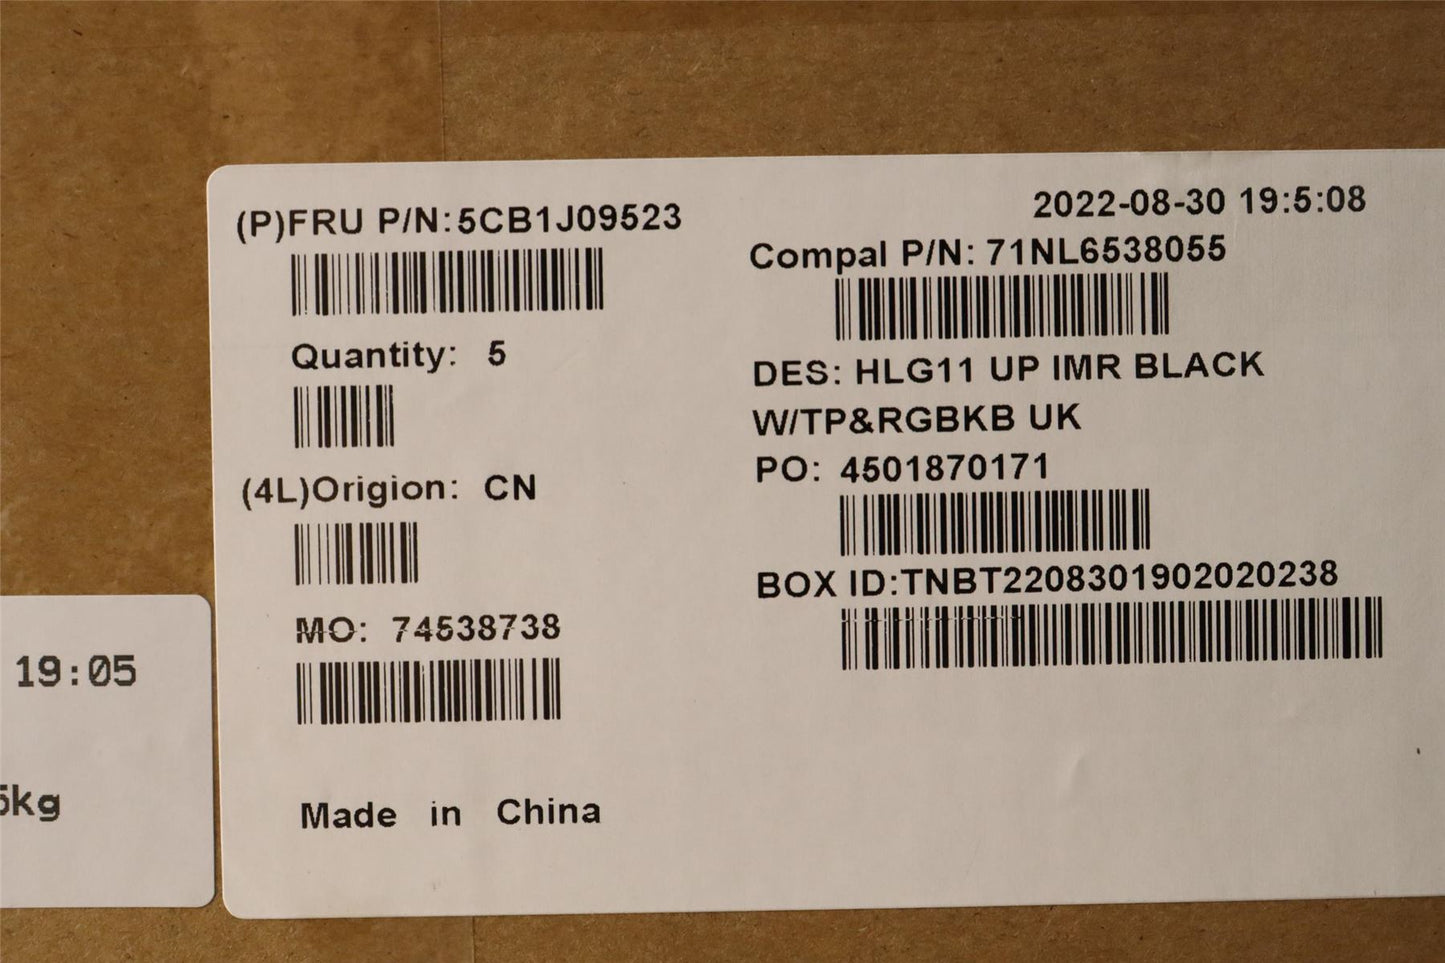 (P)FRU P/N:5CB1J09523
Quantity: 5
(4L)Origion: CN
MO: 74538738
Made in China
2022-08-30 19:5:08
Compal P/N: 71NL6538055
DES: HLG11 UP IMR BLACK
W/TP&RGBKB UK
PO: 4501870171
BOX ID:TNBT2208301902020238
19:05
5kg